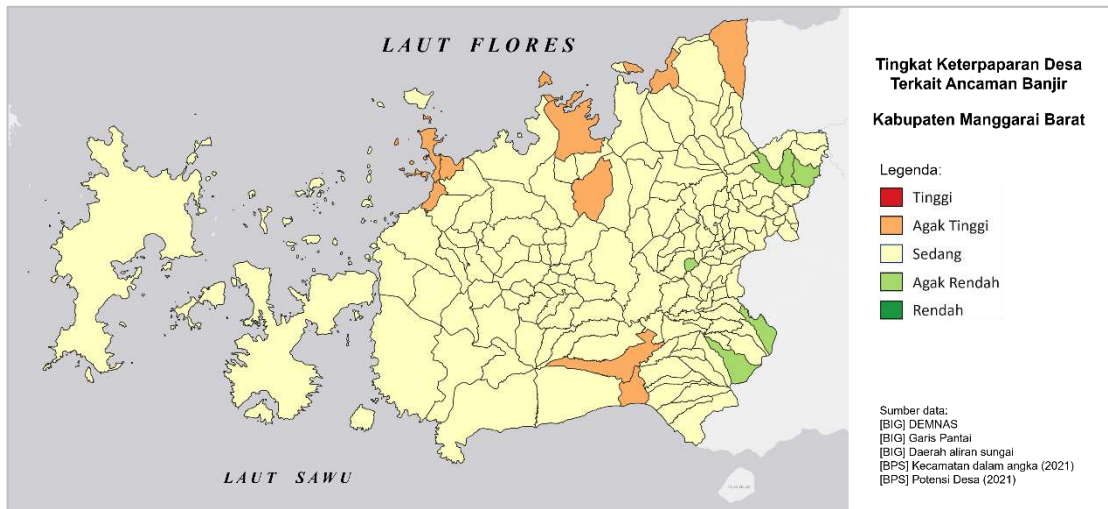 LAUT FLORES
LAUT SAWU
Tingkat Keterpaparan Desa
Terkait Ancaman Banjir
Kabupaten Manggarai Barat
Legenda:
Tinggi
Agak Tinggi
Sedang
Agak Rendah
Rendah
Sumber data:
[BIG] DEMNAS
[BIG] Garis Pantai
[BIG] Daerah aliran sungai
[BPS] Kecamatan dalam angka (2021)
[BPS] Potensi Desa (2021)